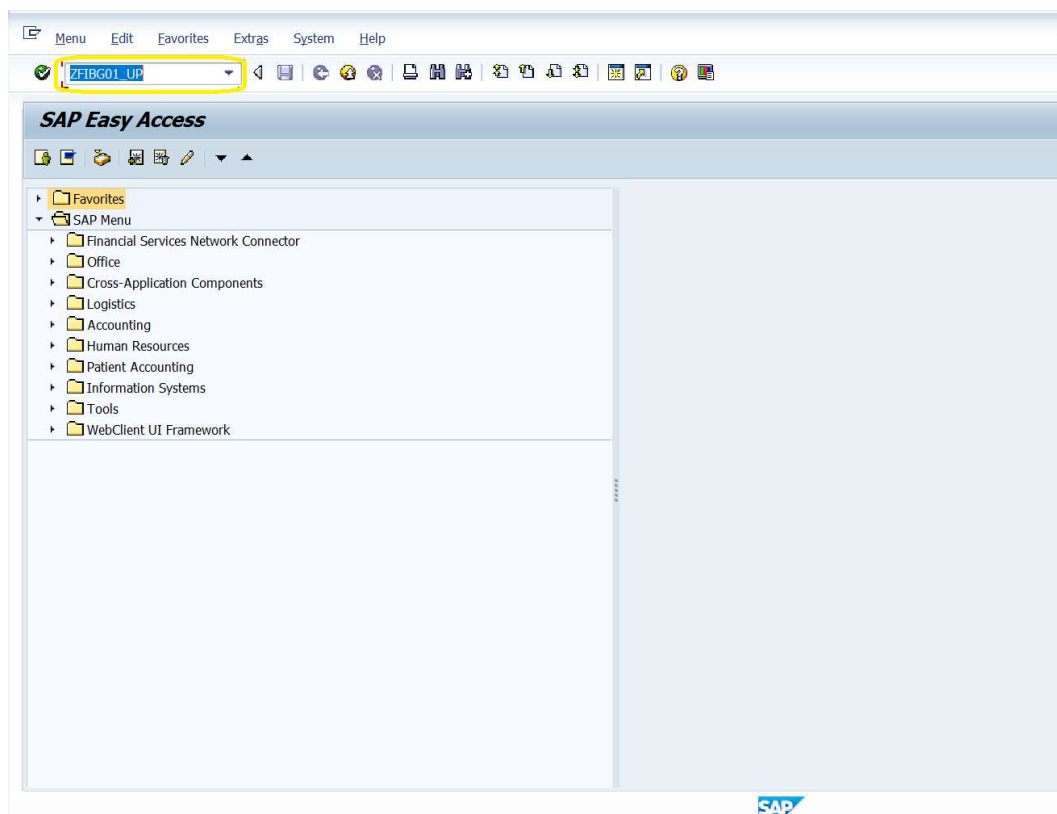 Menu Edit Favorites Extras System Help
ZFIBG01_UP
SAP Easy Access
Favorites
SAP Menu
Financial Services Network Connector
Office
Cross-Application Components
Logistics
Accounting
Human Resources
Patient Accounting
Information Systems
Tools
WebClient UI Framework
SAP